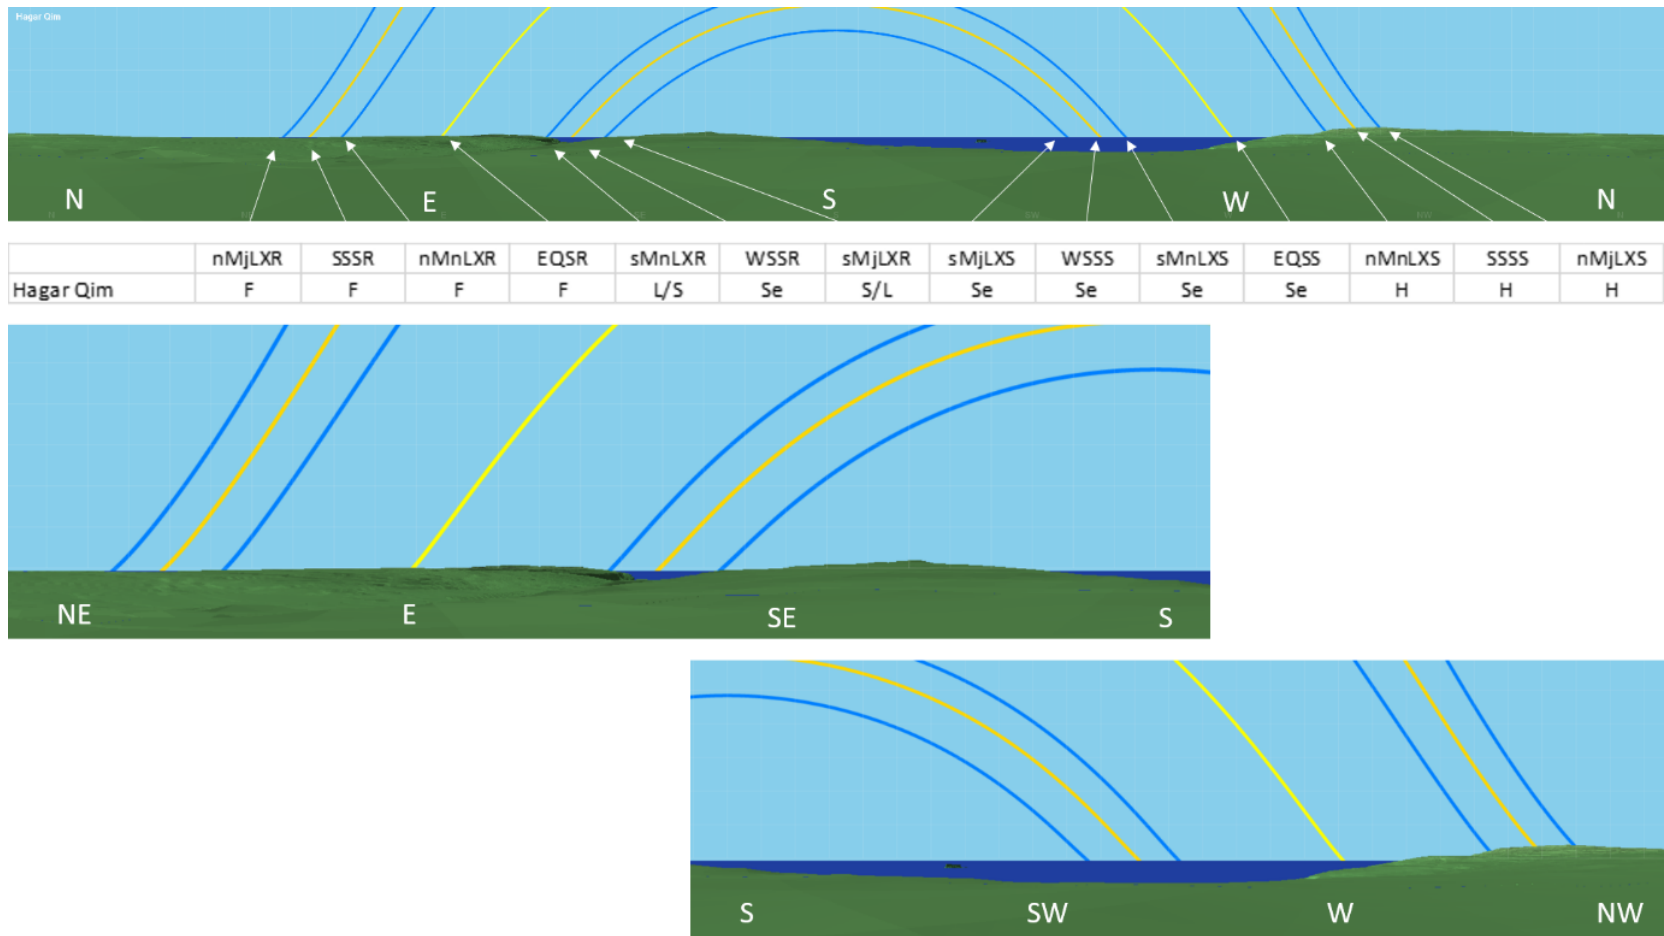 Hagar Qim
N E S W N
nMjLXR SSSR nMnLXR EQSR sMnLXR WSSR sMjLXR sMjLXS WSSS sMnLXS EQSS nMnLXS SSSS nMjLXS
Hagar Qim F F F F L/S Se S/L Se Se Se Se H H H
NE E SE S
S SW W NW